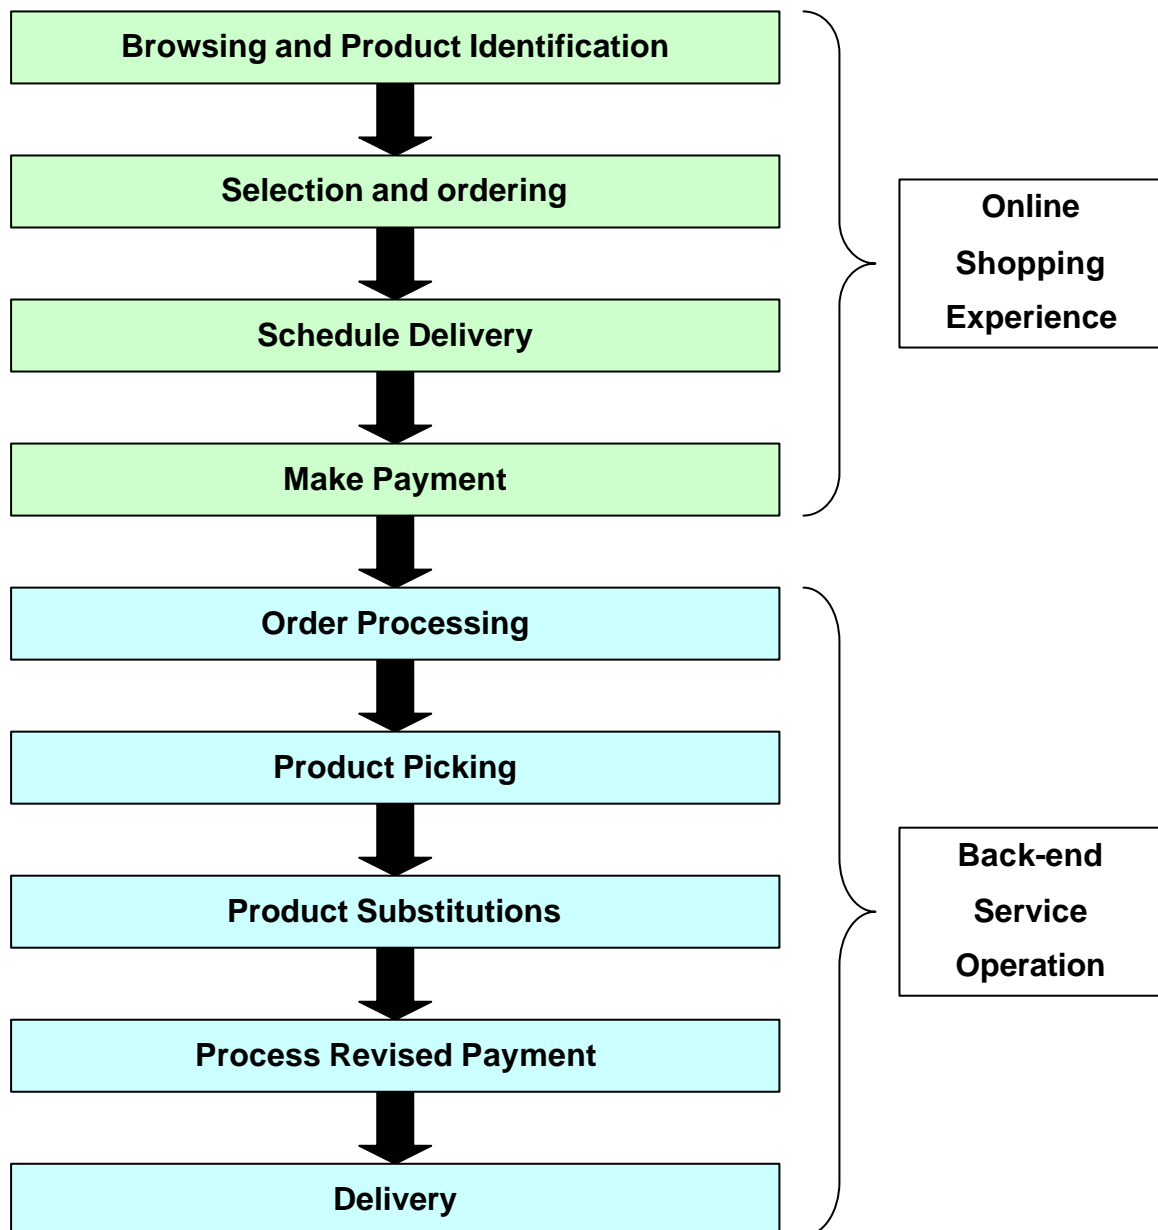 Browsing and Product Identification
Selection and ordering
Schedule Delivery
Make Payment
Online
Shopping
Experience
Order Processing
Product Picking
Product Substitutions
Process Revised Payment
Delivery
Back-end
Service
Operation